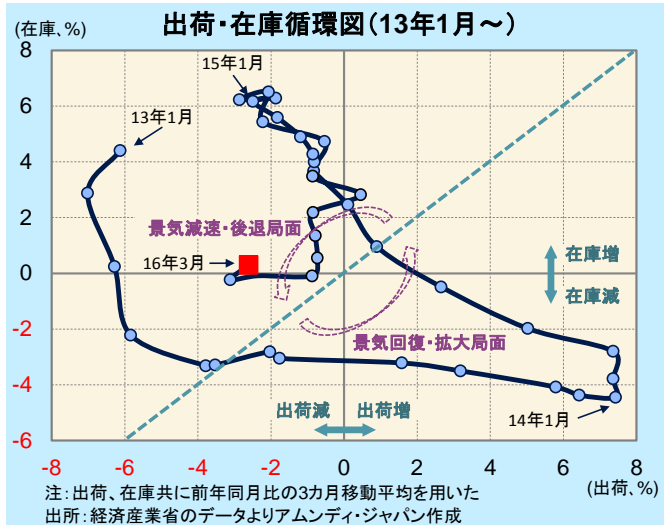 出荷・在庫循環図(13年1月～)
(在庫、%)
8
15年1月
6
13年1月
4
2
景気減速・後退局面
在庫増
16年3月
0
在庫減
-2
景気回復・拡大局面
-4
出荷減 出荷増
14年1月
-6
-8 -6 -4 -2 0 2 4 6 8
(出荷、%)
注：出荷、在庫共に前年同月比の3カ月移動平均を用いた
出所：経済産業省のデータよりアムンディ・ジャパン作成